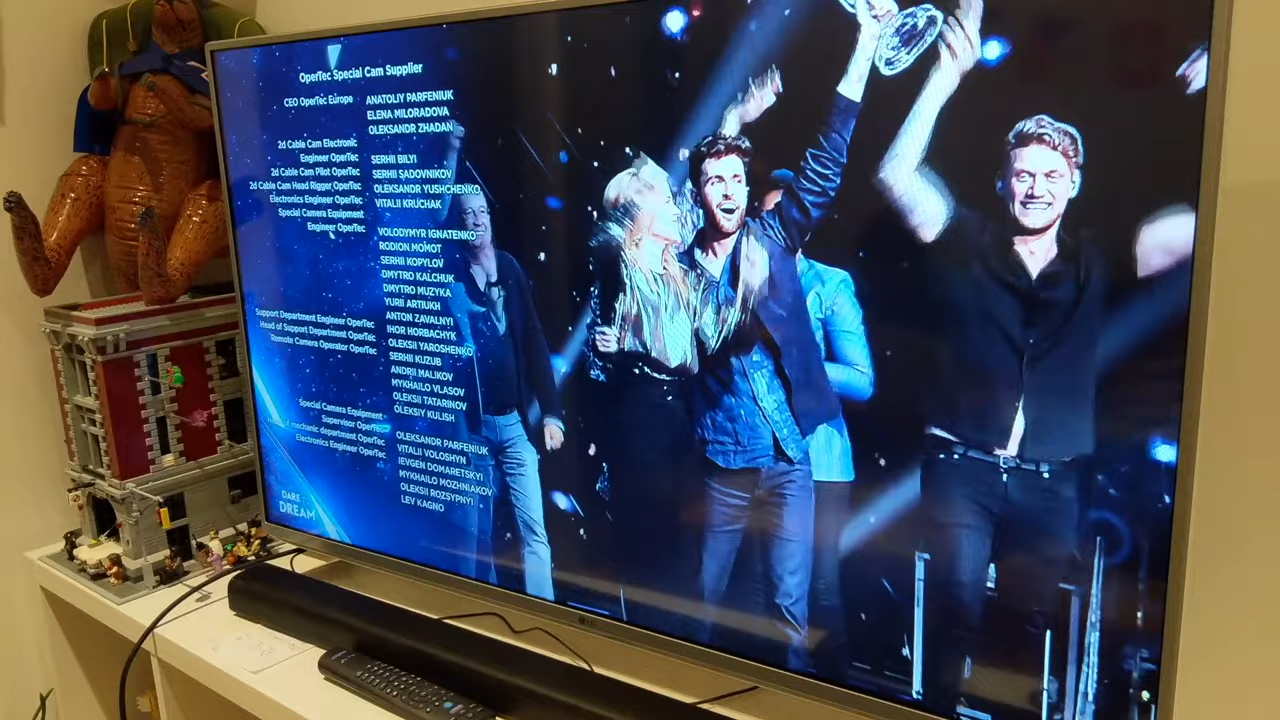 OperTec Special Cam Supplier
CEO OperTec Europe ANATOLIY PARFENIUK
ELENA MILORADOVA
OLEKSANDR ZHADAN
2d Cable Cam Electronic
Engineer OperTec SERHII BILYI
2d Cable Cam Pilot OperTec SERHII SADOVNIKOV
2d Cable Cam Head Rigger OperTec OLEKSANDR YUSHCHENKO
Electronics Engineer OperTec VITALII KRUCHAK
Special Camera Equipment
Engineer OperTec VOLODYMYR IGNATENKO
RODION MOMOT
SERHII KOPYLOV
DMYTRO KALCHUK
DMYTRO MUZYKA
YURII ARTIUKH
Support Department Engineer OperTec ANTON ZAVALNYI
Head of Support Department OperTec IHOR HORBACHYK
Remote Camera Operator OperTec OLEKSII YAROSHENKO
SERHII KUZUB
ANDRII MALIKOV
MYKHAILO VLASOV
OLEKSII TATARINOV
OLEKSIY KULISH
Special Camera Equipment
Supervisor OperTec OLEKSANDR PARFENIUK
mechanic department OperTec VITALII VOLOSHYN
Electronics Engineer OperTec IEVGEN DOMARETSKYI
MYKHAILO MOZHNIAKOV
OLEKSII ROZSYPNYI
LEV KAGNO
DARE
DREAM
LG